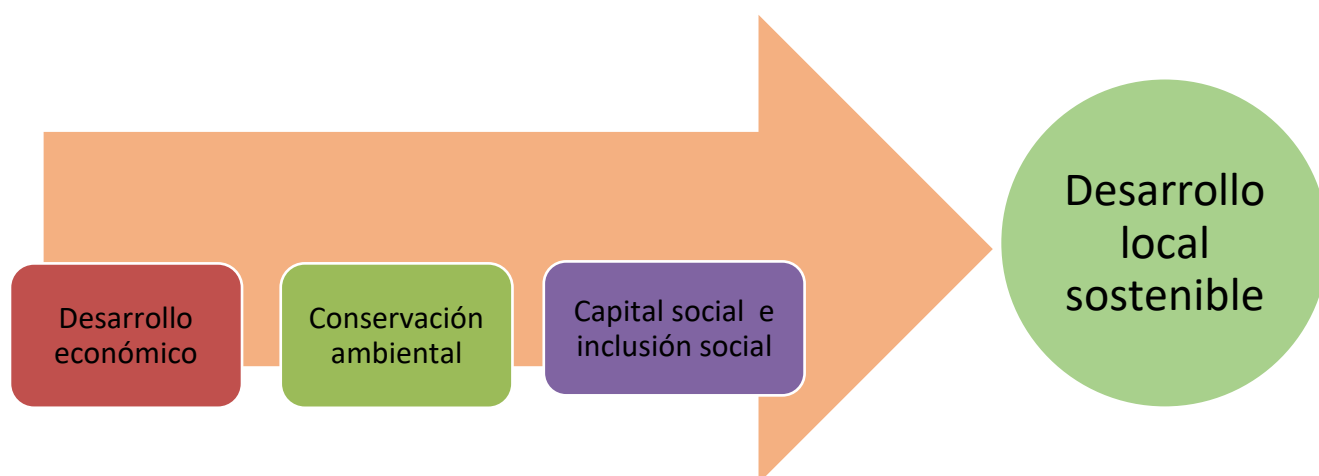 Desarrollo
económico
Conservación
ambiental
Capital social e
inclusión social
Desarrollo
local
sostenible